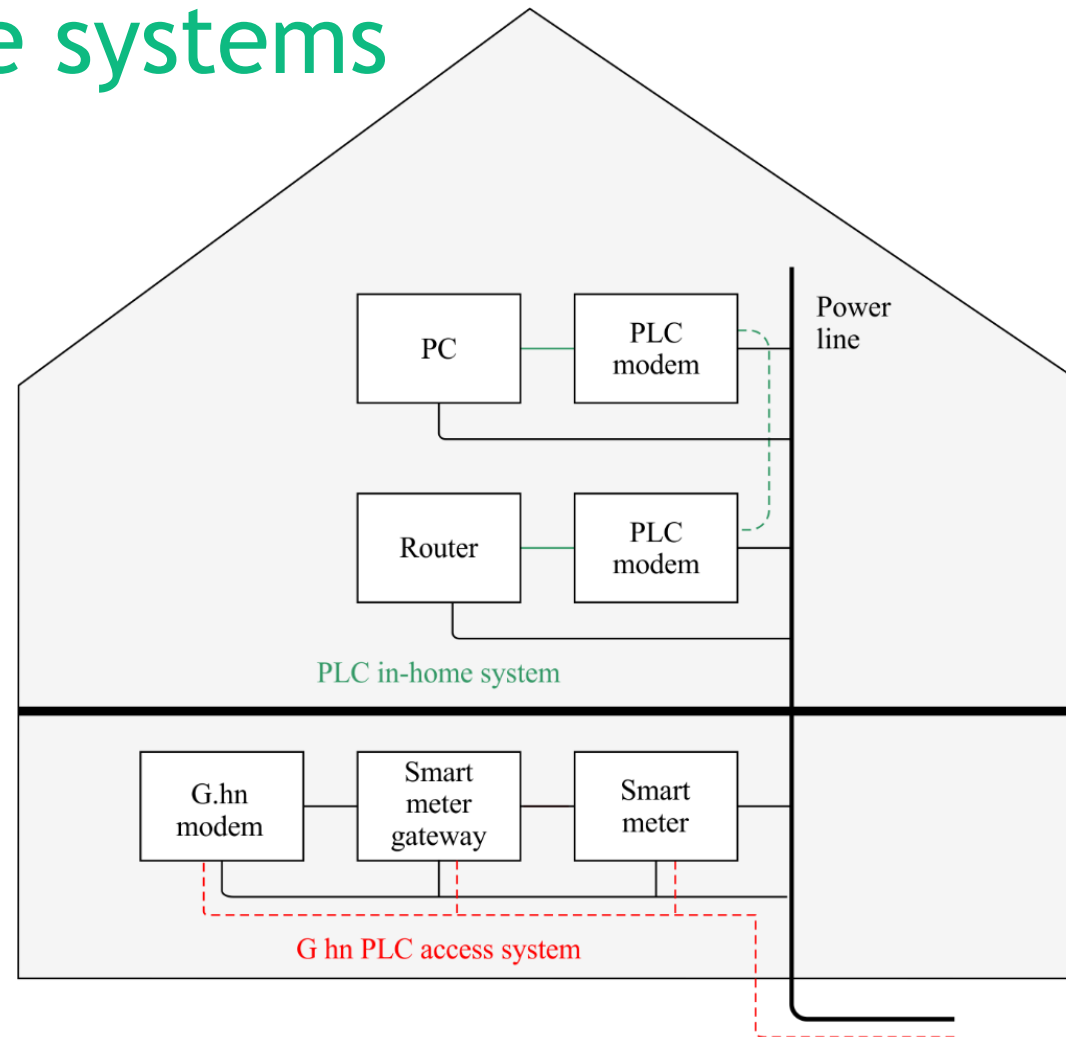 e systems
Power
line
PC
PLC
modem
Router
PLC
modem
PLC in-home system
G.hn
modem
Smart
meter
gateway
Smart
meter
G hn PLC access system